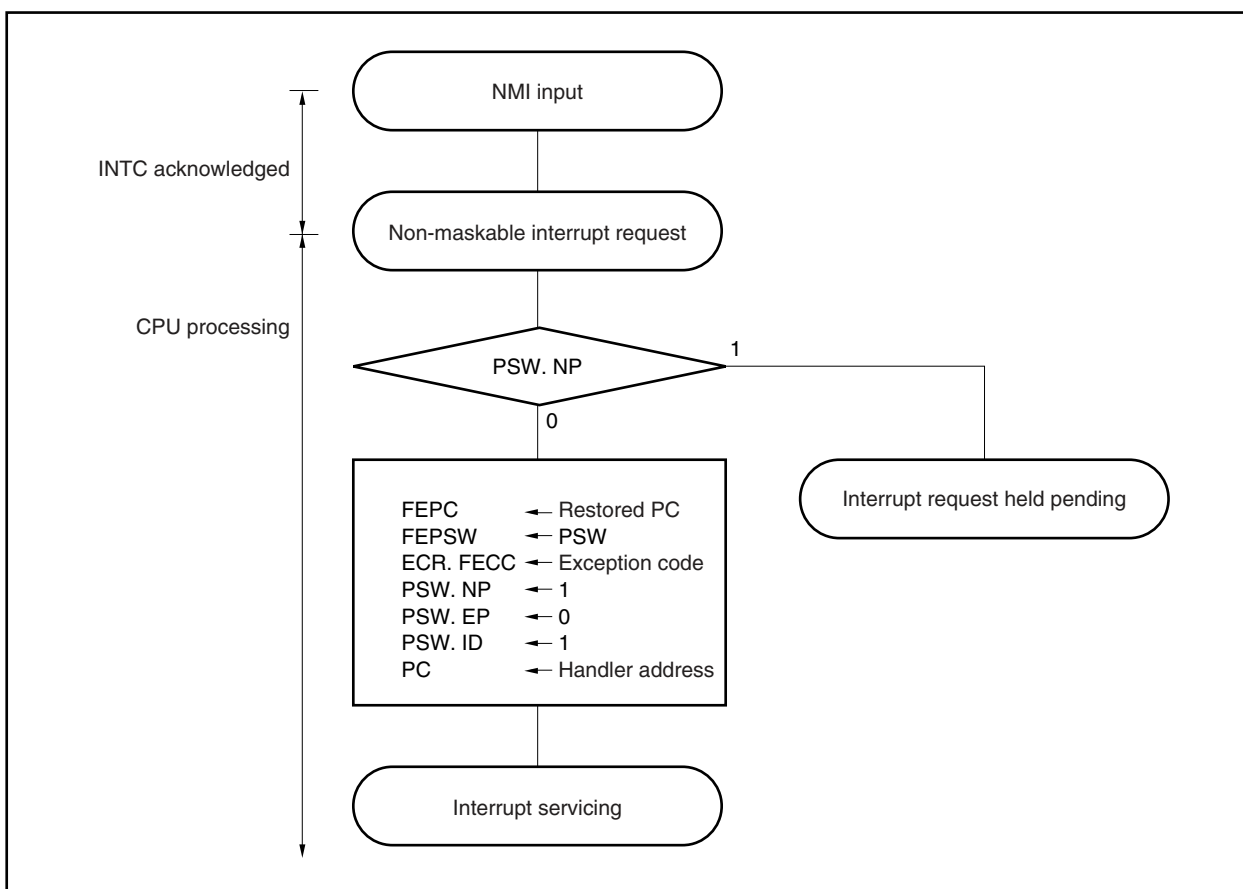 NMI input
INTC acknowledged
Non-maskable interrupt request
CPU processing
PSW. NP
1
0
FEPC ← Restored PC
FEPSW ← PSW
ECR. FECC ← Exception code
PSW. NP ← 1
PSW. EP ← 0
PSW. ID ← 1
PC ← Handler address
Interrupt request held pending
Interrupt servicing